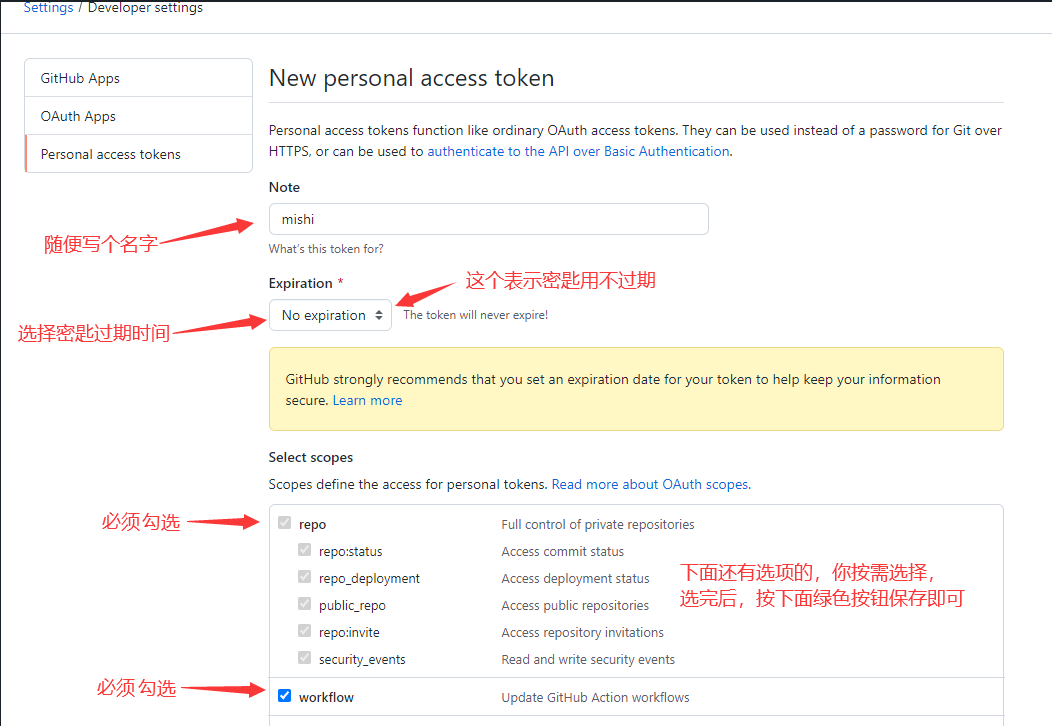 Settings / Developer settings
GitHub Apps
OAuth Apps
Personal access tokens
New personal access token
Personal access tokens function like ordinary OAuth access tokens. They can be used instead of a password for Git over
HTTPS, or can be used to authenticate to the API over Basic Authentication.
Note
mishi
随便写个名字
What's this token for?
Expiration *
这个表示密匙用不过期
No expiration
The token will never expire!
选择密匙过期时间
GitHub strongly recommends that you set an expiration date for your token to help keep your information
secure. Learn more
Select scopes
Scopes define the access for personal tokens. Read more about OAuth scopes.
必须勾选
repo Full control of private repositories
repo:status Access commit status
repo_deployment Access deployment status
public_repo Access public repositories
repo:invite Access repository invitations
security_events Read and write security events
下面还有选项的，你按需选择，
选完后，按下面绿色按钮保存即可
必须勾选
workflow Update GitHub Action workflows